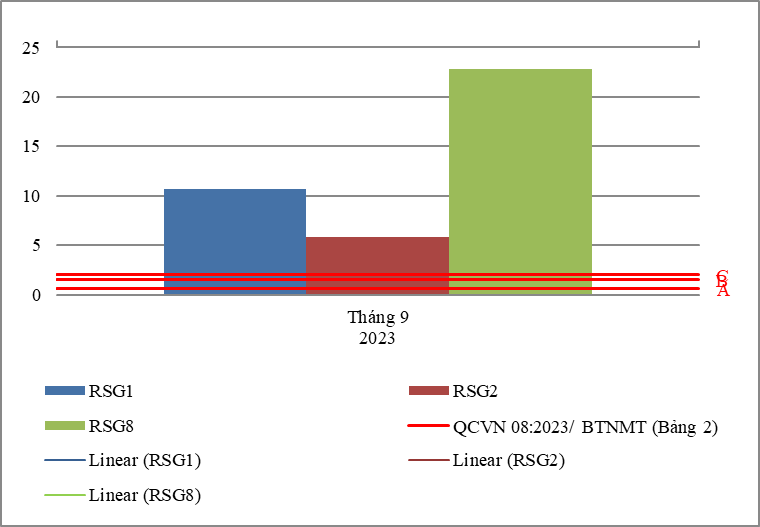 25
20
15
10
5
0
C
B
A
Tháng 9
2023
RSG1
RSG2
RSG8
QCVN 08:2023/ BTNMT (Bảng 2)
Linear (RSG1)
Linear (RSG2)
Linear (RSG8)